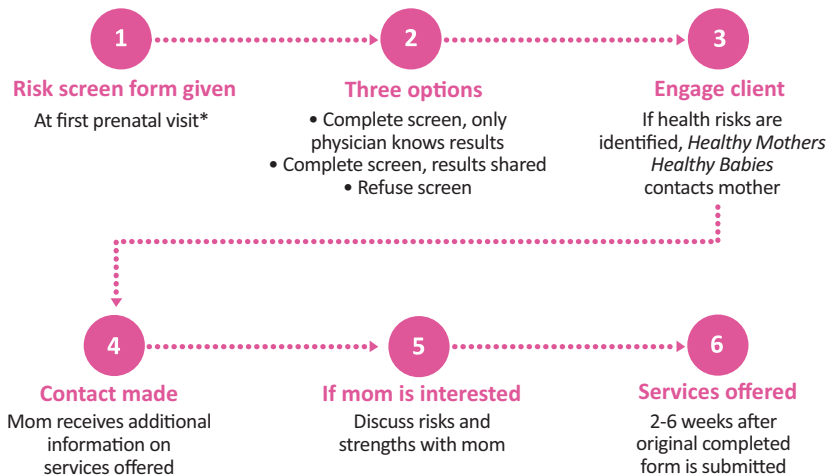 1
Risk screen form given
At first prenatal visit*
2
Three options
• Complete screen, only
physician knows results
• Complete screen, results shared
• Refuse screen
3
Engage client
If health risks are
identified, Healthy Mothers
Healthy Babies
contacts mother
4
Contact made
Mom receives additional
information on
services offered
5
If mom is interested
Discuss risks and
strengths with mom
6
Services offered
2-6 weeks after
original completed
form is submitted